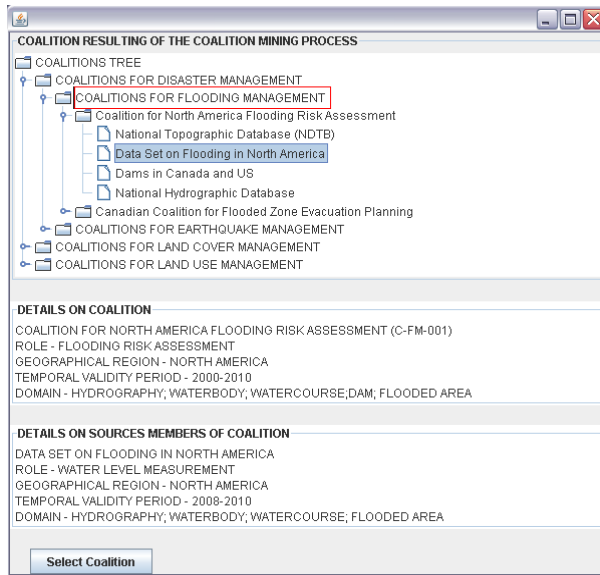 COALITION RESULTING OF THE COALITION MINING PROCESS
COALITIONS TREE
COALITIONS FOR DISASTER MANAGEMENT
COALITIONS FOR FLOODING MANAGEMENT
Coalition for North America Flooding Risk Assessment
National Topographic Database (NDTB)
Data Set on Flooding in North America
Dams in Canada and US
National Hydrographic Database
Canadian Coalition for Flooded Zone Evacuation Planning
COALITIONS FOR EARTHQUAKE MANAGEMENT
COALITIONS FOR LAND COVER MANAGEMENT
COALITIONS FOR LAND USE MANAGEMENT
DETAILS ON COALITION
COALITION FOR NORTH AMERICA FLOODING RISK ASSESSMENT (C-FM-001)
ROLE - FLOODING RISK ASSESSMENT
GEOGRAPHICAL REGION - NORTH AMERICA
TEMPORAL VALIDITY PERIOD - 2000-2010
DOMAIN - HYDROGRAPHY; WATERBODY; WATERCOURSE;DAM; FLOODED AREA
DETAILS ON SOURCES MEMBERS OF COALITION
DATA SET ON FLOODING IN NORTH AMERICA
ROLE - WATER LEVEL MEASUREMENT
GEOGRAPHICAL REGION - NORTH AMERICA
TEMPORAL VALIDITY PERIOD - 2008-2010
DOMAIN - HYDROGRAPHY; WATERBODY; WATERCOURSE; FLOODED AREA
Select Coalition